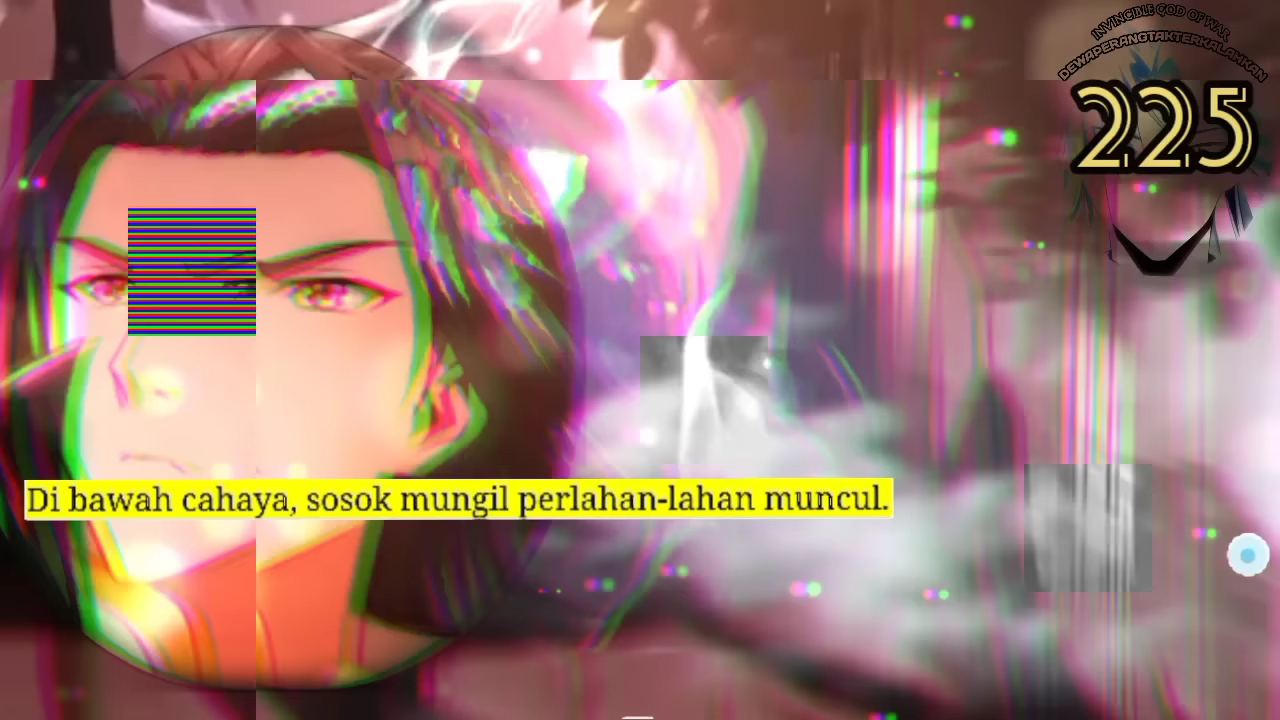 INVINCIBLE GOD OF WAR
DEWAPERANGTAKTERKALAHKAN
225
Di bawah cahaya, sosok mungil perlahan-lahan muncul.